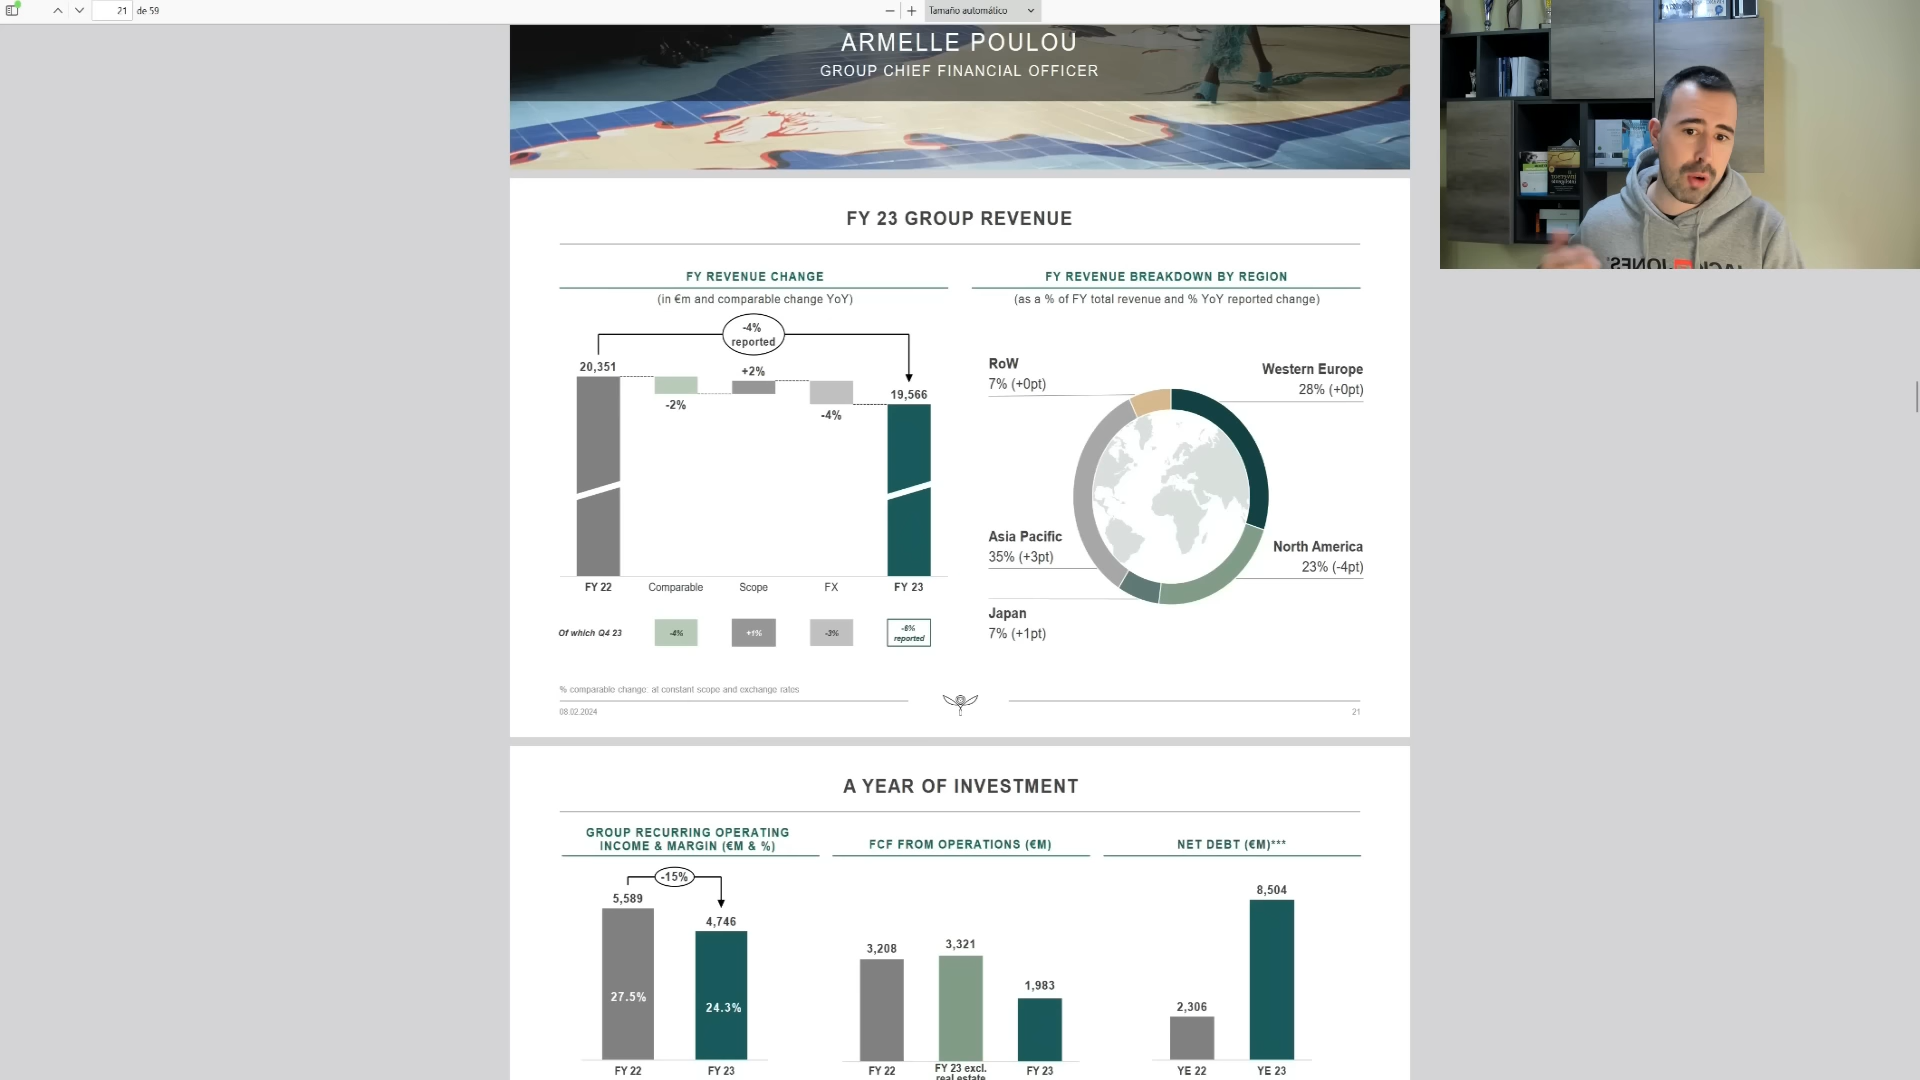 21 de 59
Tamaño automático
ARMELLE POULOU
GROUP CHIEF FINANCIAL OFFICER
FY 23 GROUP REVENUE
FY REVENUE CHANGE
(in €m and comparable change YoY)
-4%
reported
20,351
-2%
+2%
-4%
19,566
FY 22
Comparable
Scope
FX
FY 23
Of which Q4 23
-4%
+1%
-3%
-6%
reported
FY REVENUE BREAKDOWN BY REGION
(as a % of FY total revenue and % YoY reported change)
RoW
7% (+0pt)
Western Europe
28% (+0pt)
Asia Pacific
35% (+3pt)
North America
23% (-4pt)
Japan
7% (+1pt)
% comparable change: at constant scope and exchange rates
08.02.2024
21
A YEAR OF INVESTMENT
GROUP RECURRING OPERATING
INCOME & MARGIN (€M & %)
-15%
5,589
4,746
27.5%
24.3%
FY 22
FY 23
FCF FROM OPERATIONS (€M)
3,208
3,321
1,983
FY 22
FY 23 excl.
real estate
FY 23
NET DEBT (€M)***
2,306
8,504
YE 22
YE 23